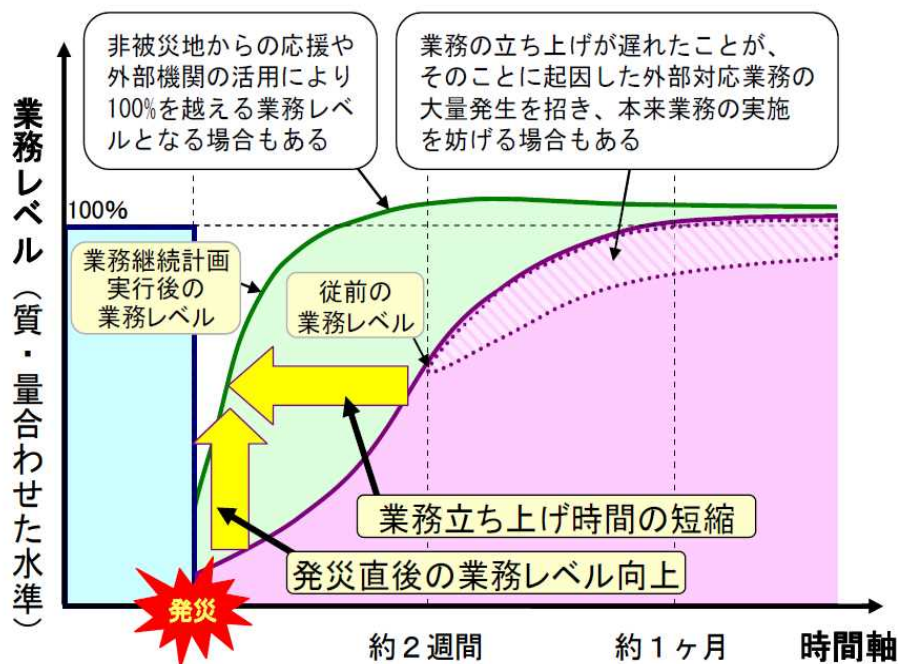 非被災地からの応援や
外部機関の活用により
100%を越える業務レベ
ルとなる場合もある
業務の立ち上げが遅れたことが、
そのことに起因した外部対応業務の
大量発生を招き、本来業務の実施
を妨げる場合もある
業務レベル（質・量合わせた水準）
100%
業務継続計画
実行後の
業務レベル
従前の
業務レベル
業務立ち上げ時間の短縮
発災直後の業務レベル向上
発災
約２週間
約１ヶ月
時間軸